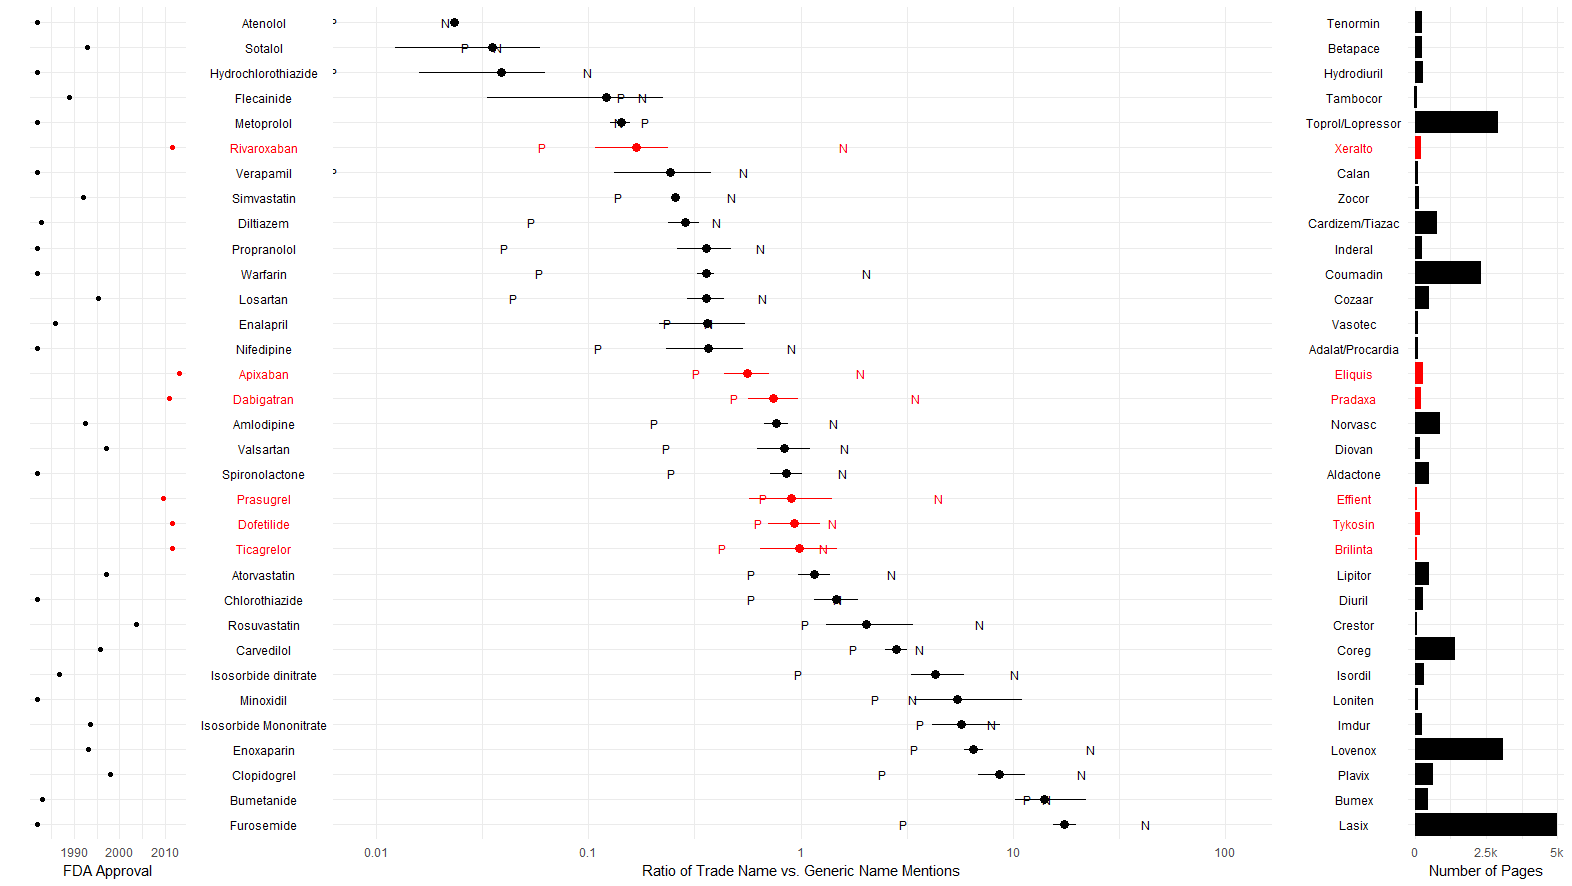 Atenolol P N Tenormin
Sotalol P N Betapace
Hydrochlorothiazide P N Hydrodiuril
Flecainide P N Tambocor
Metoprolol N P Toprol/Lopressor
Rivaroxaban P N Xeralto
Verapamil P N Calan
Simvastatin P N Zocor
Diltiazem P N Cardizem/Tiazac
Propranolol P N Inderal
Warfarin P N Coumadin
Losartan P N Cozaar
Enalapril P N Vasotec
Nifedipine P N Adalat/Procardia
Apixaban P N Eliquis
Dabigatran P N Pradaxa
Amlodipine P N Norvasc
Valsartan P N Diovan
Spironolactone P N Aldactone
Prasugrel P N Effient
Dofetilide P N Tykosin
Ticagrelor P N Brilinta
Atorvastatin P N Lipitor
Chlorothiazide P N Diuril
Rosuvastatin P N Crestor
Carvedilol P N Coreg
Isosorbide dinitrate P N Isordil
Minoxidil P N Loniten
Isosorbide Mononitrate P N Imdur
Enoxaparin P N Lovenox
Clopidogrel P N Plavix
Bumetanide P N Bumex
Furosemide P N Lasix
1990 2000 2010 0.01 0.1 1 10 100 0 2.5k 5k
FDA Approval Ratio of Trade Name vs. Generic Name Mentions Number of Pages